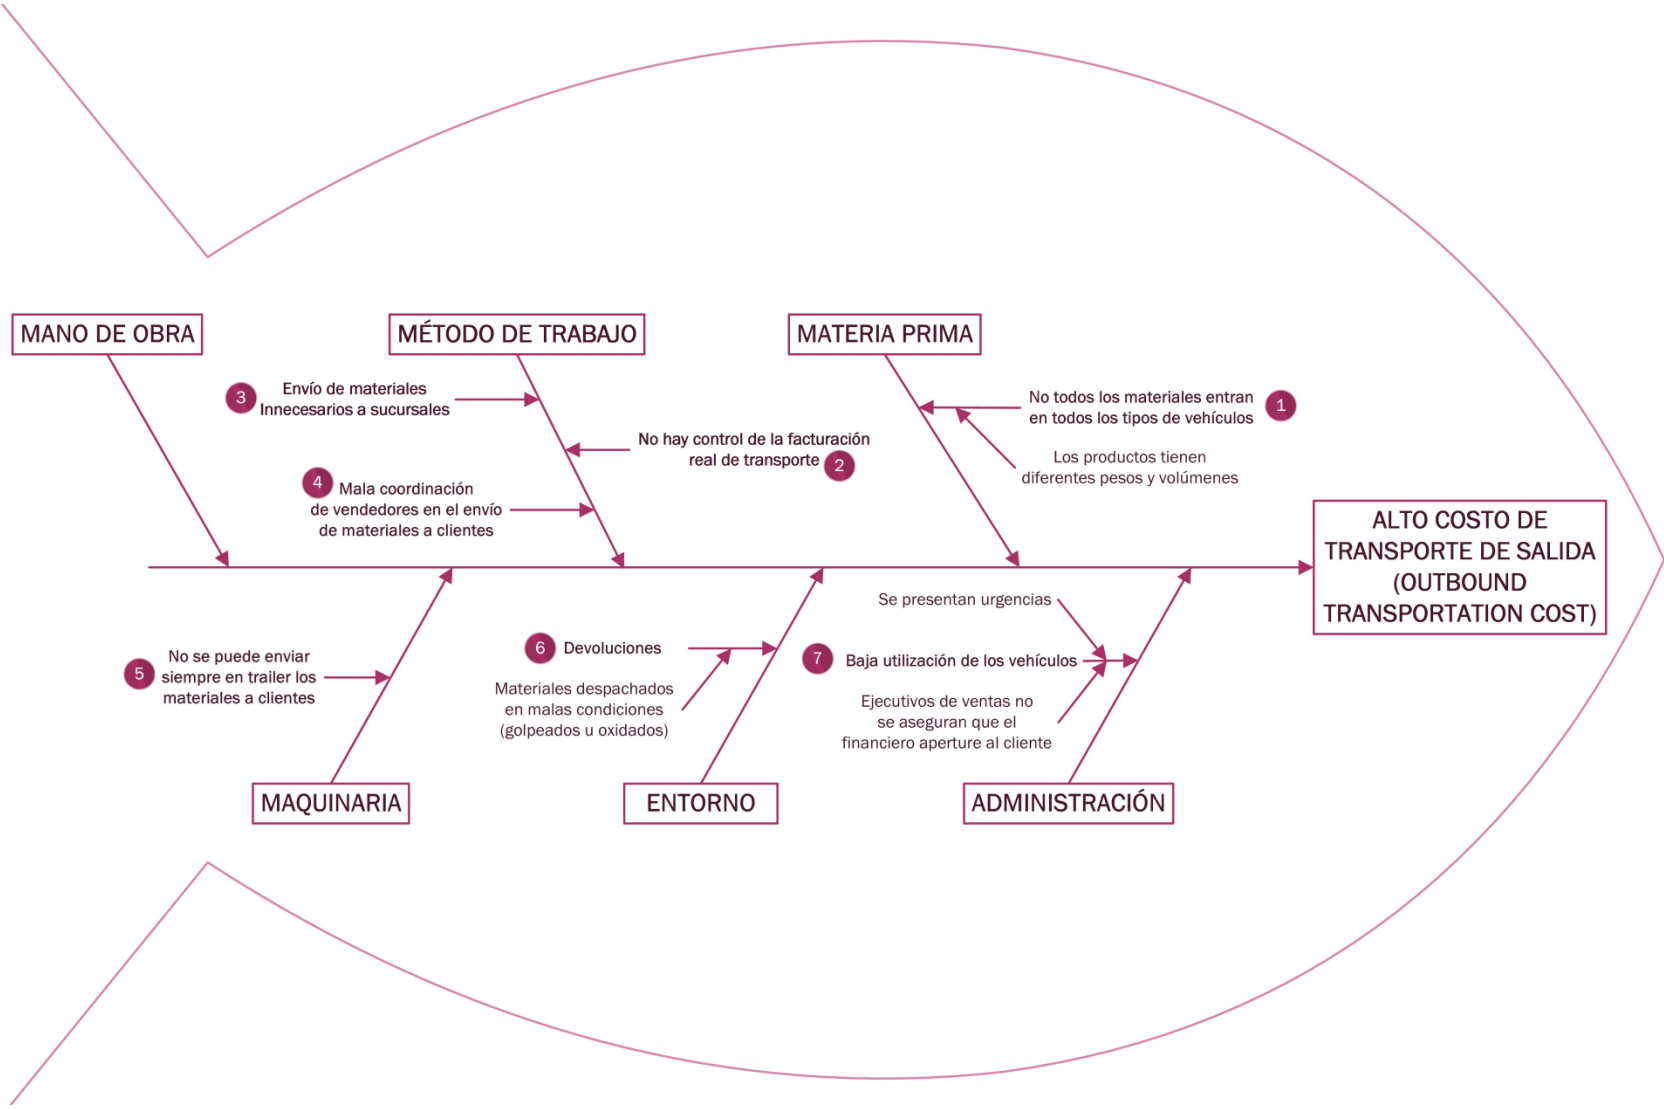 MANO DE OBRA
MÉTODO DE TRABAJO
MATERIA PRIMA
3
Envío de materiales
Innecesarios a sucursales
No hay control de la facturación
real de transporte
2
4
Mala coordinación
de vendedores en el envío
de materiales a clientes
No todos los materiales entran
en todos los tipos de vehículos
1
Los productos tienen
diferentes pesos y volúmenes
ALTO COSTO DE
TRANSPORTE DE SALIDA
(OUTBOUND
TRANSPORTATION COST)
5
No se puede enviar
siempre en trailer los
materiales a clientes
6
Devoluciones
Materiales despachados
en malas condiciones
(golpeados u oxidados)
Se presentan urgencias
7
Baja utilización de los vehículos
Ejecutivos de ventas no
se aseguran que el
financiero aperture al cliente
MAQUINARIA
ENTORNO
ADMINISTRACIÓN